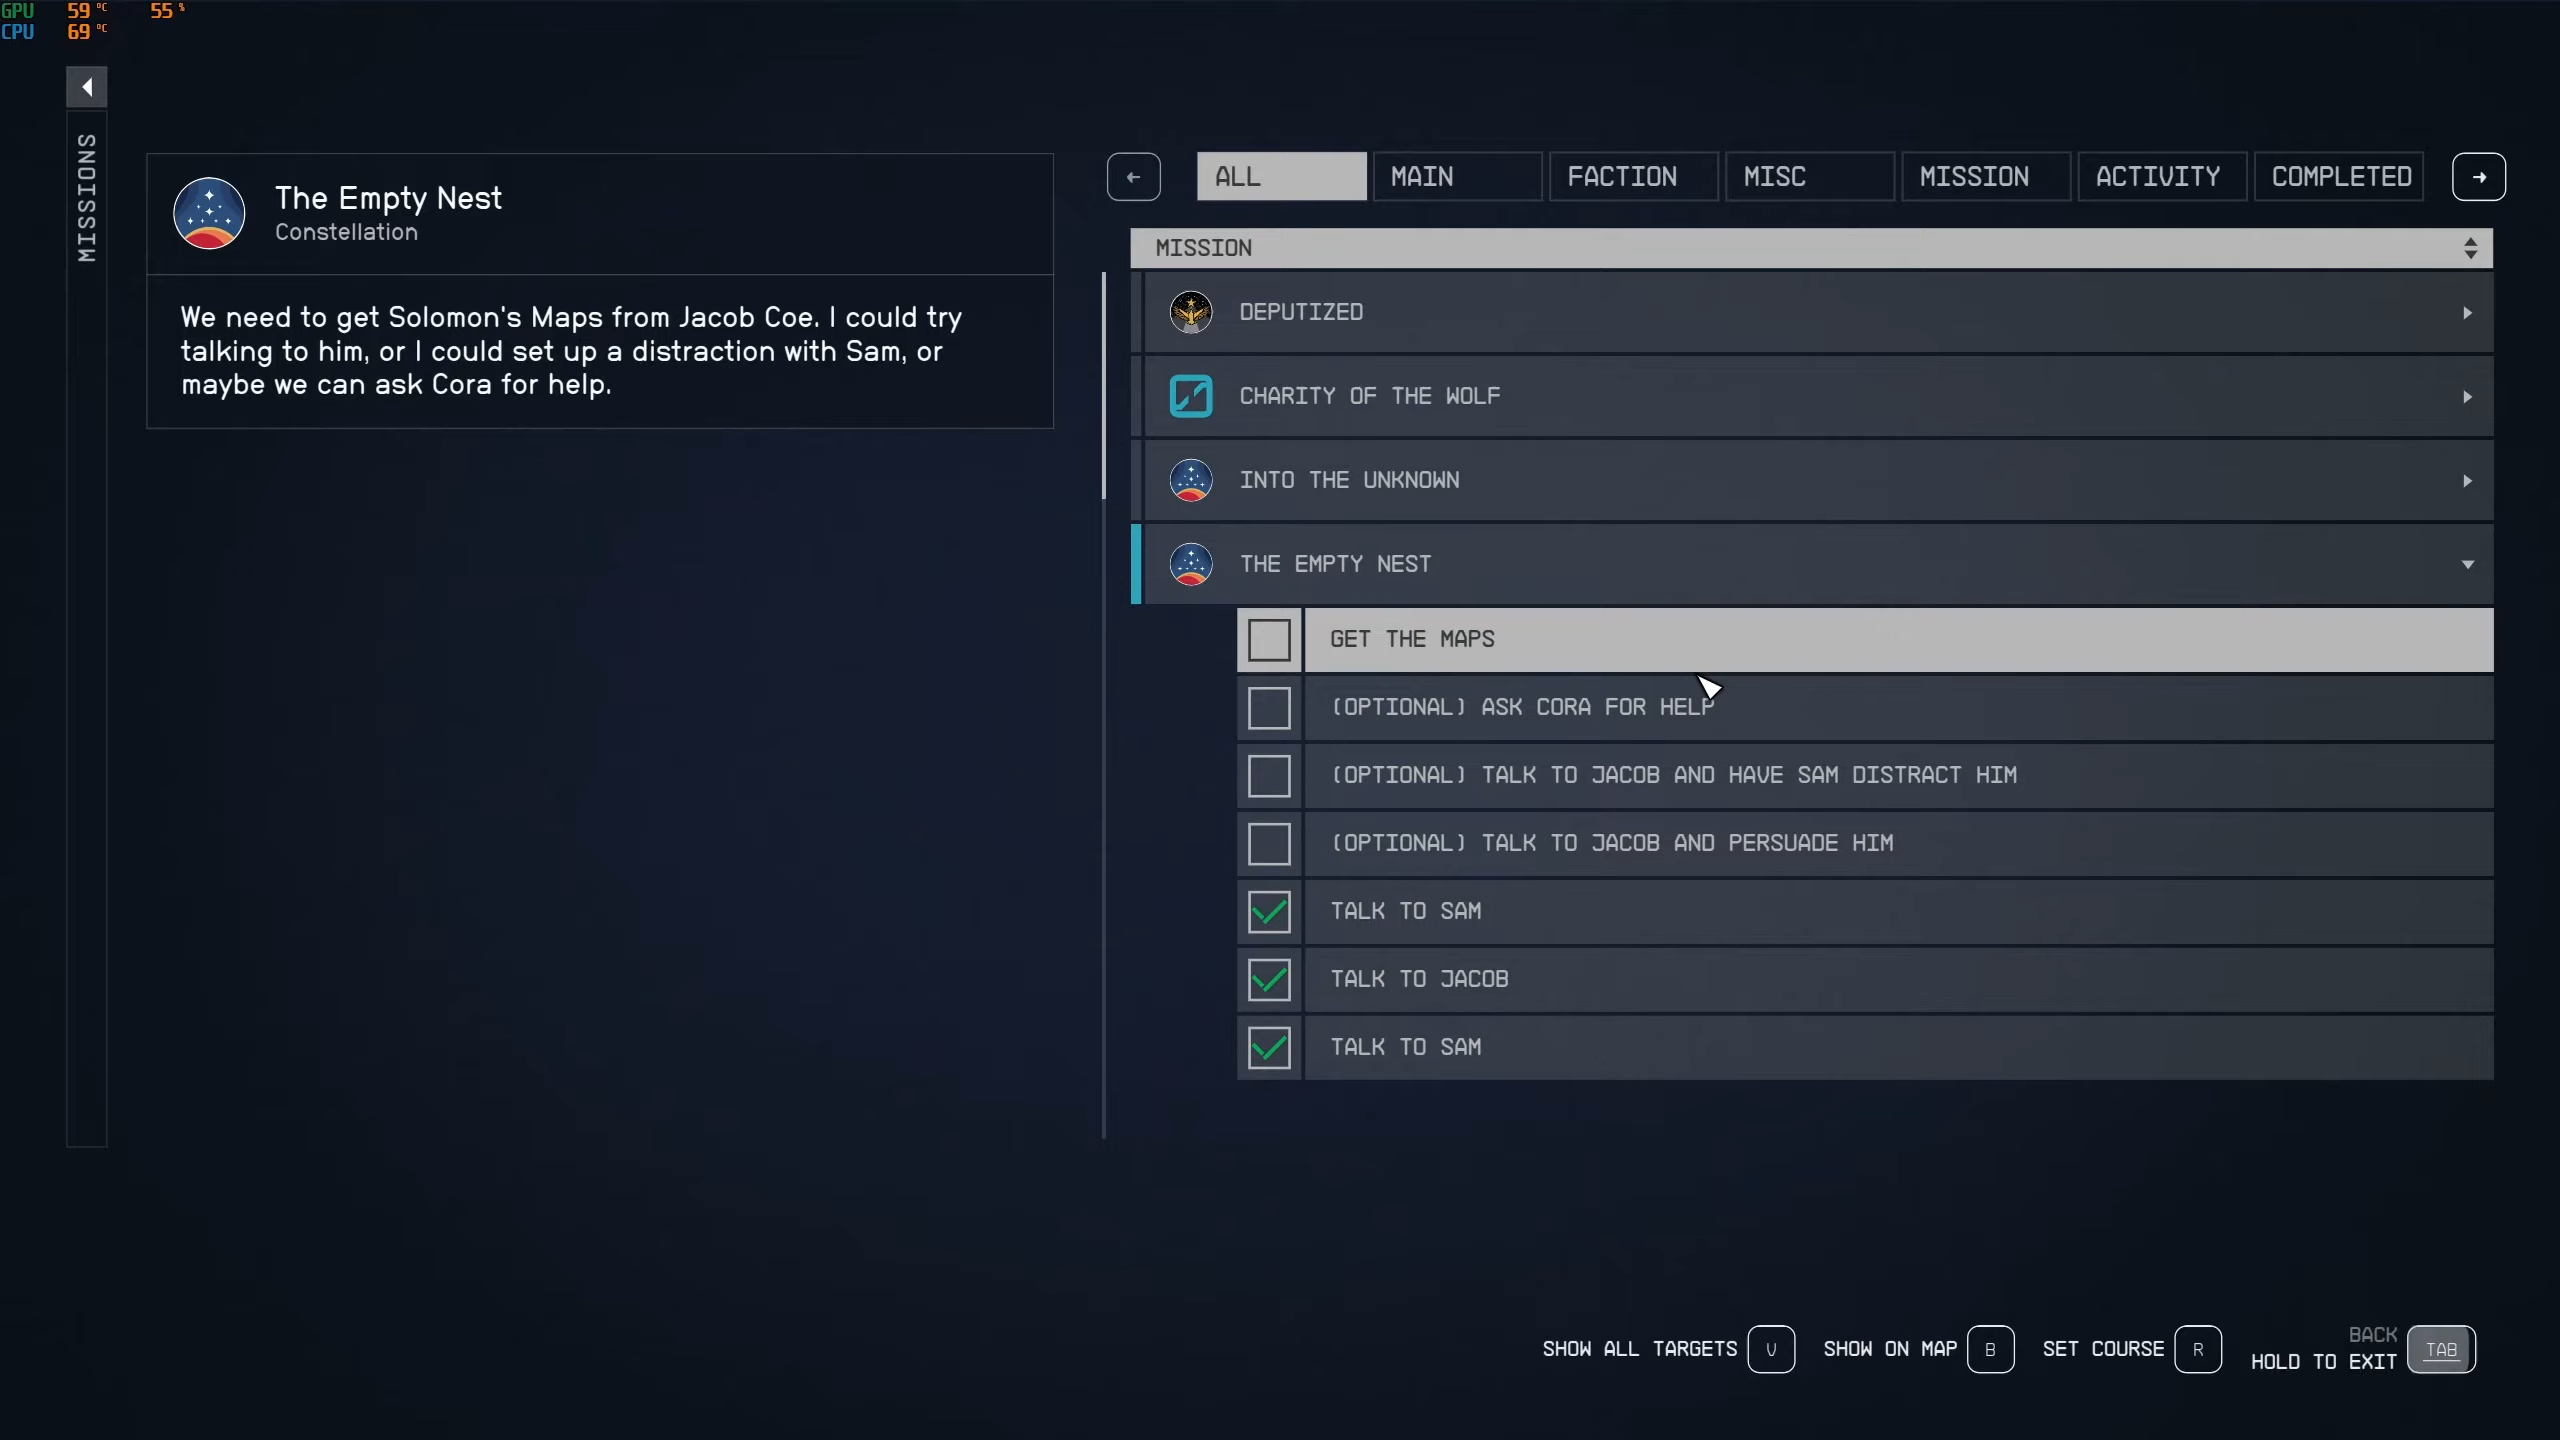 GPU 59 °C 55 %
CPU 69 °C
MISSIONS
The Empty Nest
Constellation
We need to get Solomon's Maps from Jacob Coe. I could try
talking to him, or I could set up a distraction with Sam, or
maybe we can ask Cora for help.
ALL MAIN FACTION MISC MISSION ACTIVITY COMPLETED
MISSION
DEPUTIZED
CHARITY OF THE WOLF
INTO THE UNKNOWN
THE EMPTY NEST
GET THE MAPS
(OPTIONAL) ASK CORA FOR HELP
(OPTIONAL) TALK TO JACOB AND HAVE SAM DISTRACT HIM
(OPTIONAL) TALK TO JACOB AND PERSUADE HIM
TALK TO SAM
TALK TO JACOB
TALK TO SAM
SHOW ALL TARGETS V SHOW ON MAP B SET COURSE R
BACK
HOLD TO EXIT TAB